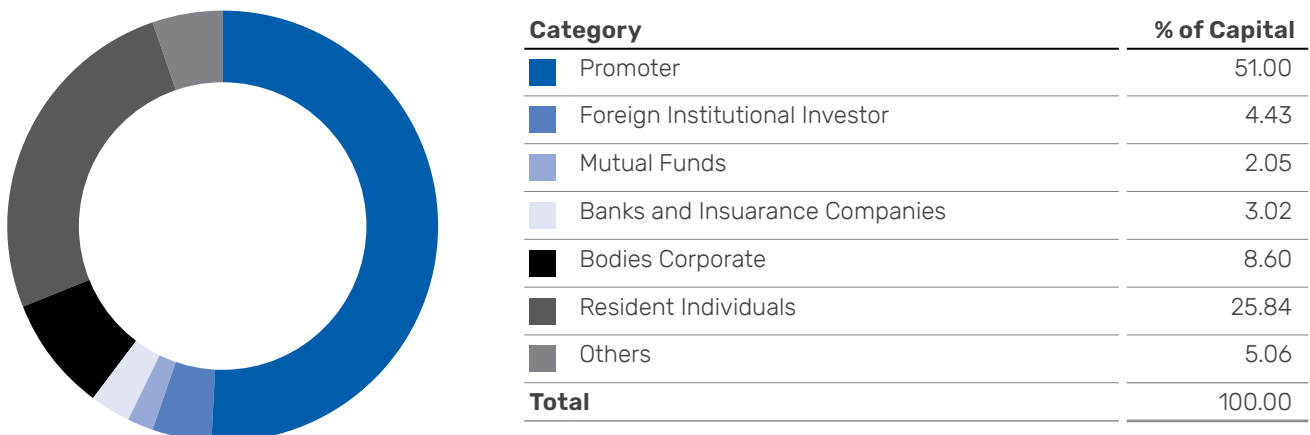 Category % of Capital
Promoter 51.00
Foreign Institutional Investor 4.43
Mutual Funds 2.05
Banks and Insuarance Companies 3.02
Bodies Corporate 8.60
Resident Individuals 25.84
Others 5.06
Total 100.00